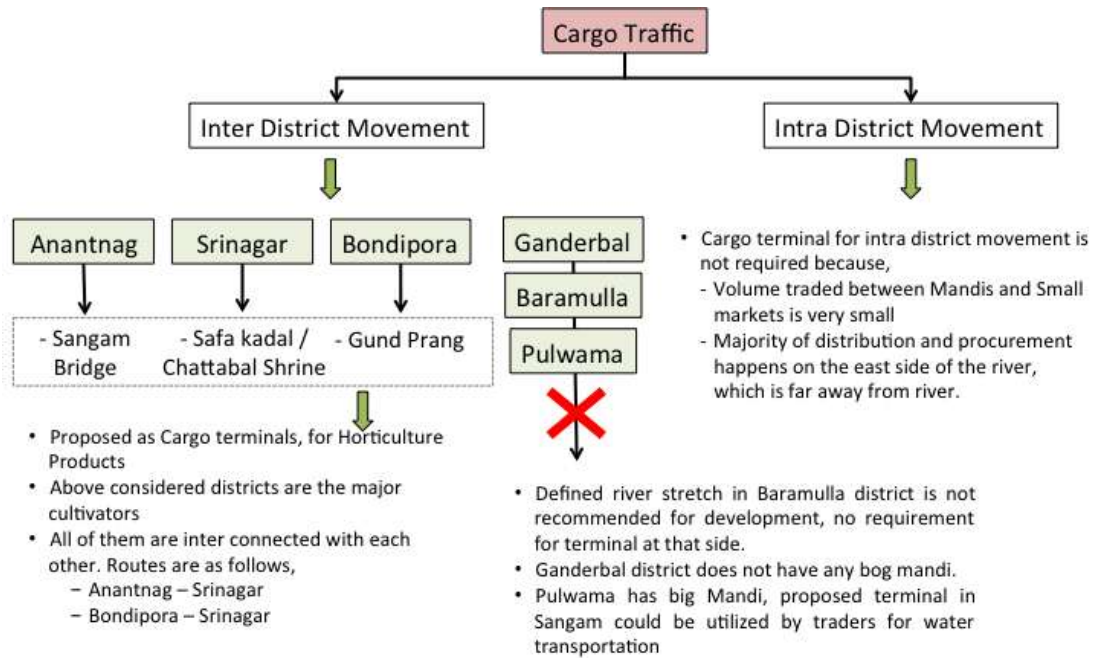 Cargo Traffic
Inter District Movement
Intra District Movement
Anantnag
Srinagar
Bondipora
- Sangam
Bridge
- Safa kadal /
Chattabal Shrine
- Gund Prang
• Proposed as Cargo terminals, for Horticulture
Products
• Above considered districts are the major
cultivators
• All of them are inter connected with each
other. Routes are as follows,
– Anantnag – Srinagar
– Bondipora – Srinagar
Ganderbal
Baramulla
Pulwama
• Defined river stretch in Baramulla district is not
recommended for development, no requirement
for terminal at that side.
• Ganderbal district does not have any bog mandi.
• Pulwama has big Mandi, proposed terminal in
Sangam could be utilized by traders for water
transportation
• Cargo terminal for intra district movement is
not required because,
- Volume traded between Mandis and Small
markets is very small
- Majority of distribution and procurement
happens on the east side of the river,
which is far away from river.